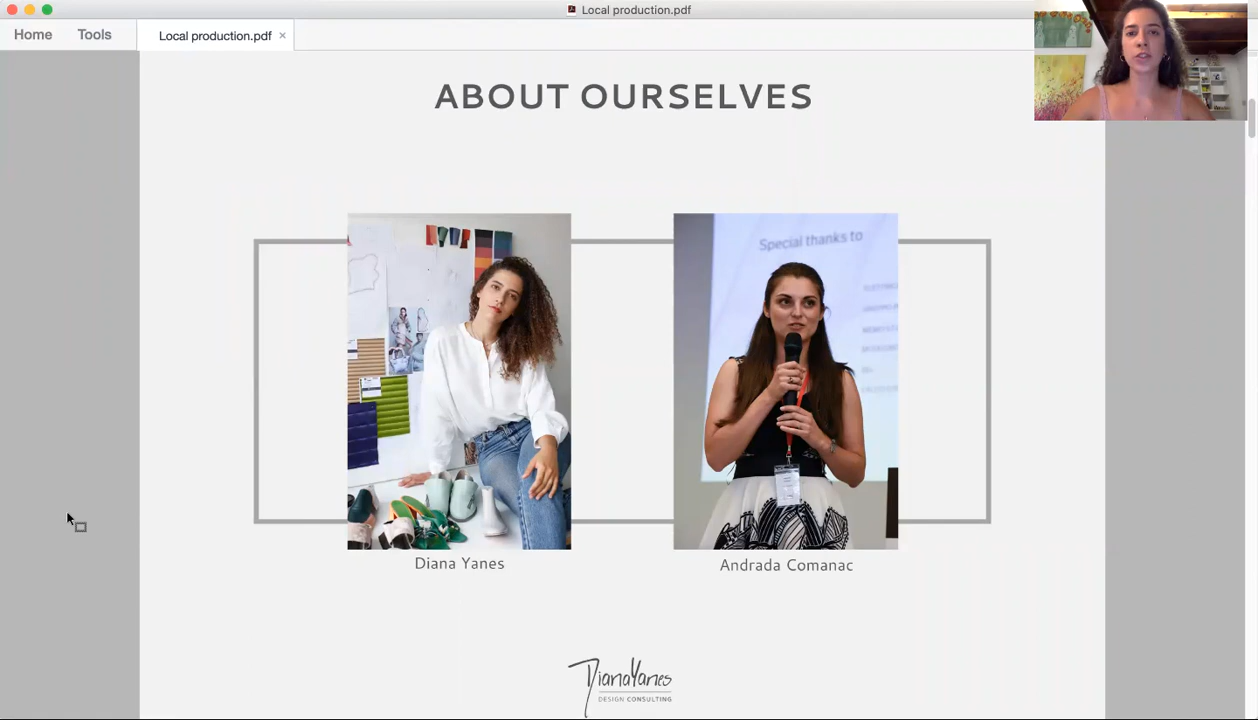 Local production.pdf
Home
Tools
Local production.pdf ×
ABOUT OURSELVES
Special thanks to
Diana Yanes
Andrada Comanac
DianaYanes
DESIGN CONSULTING